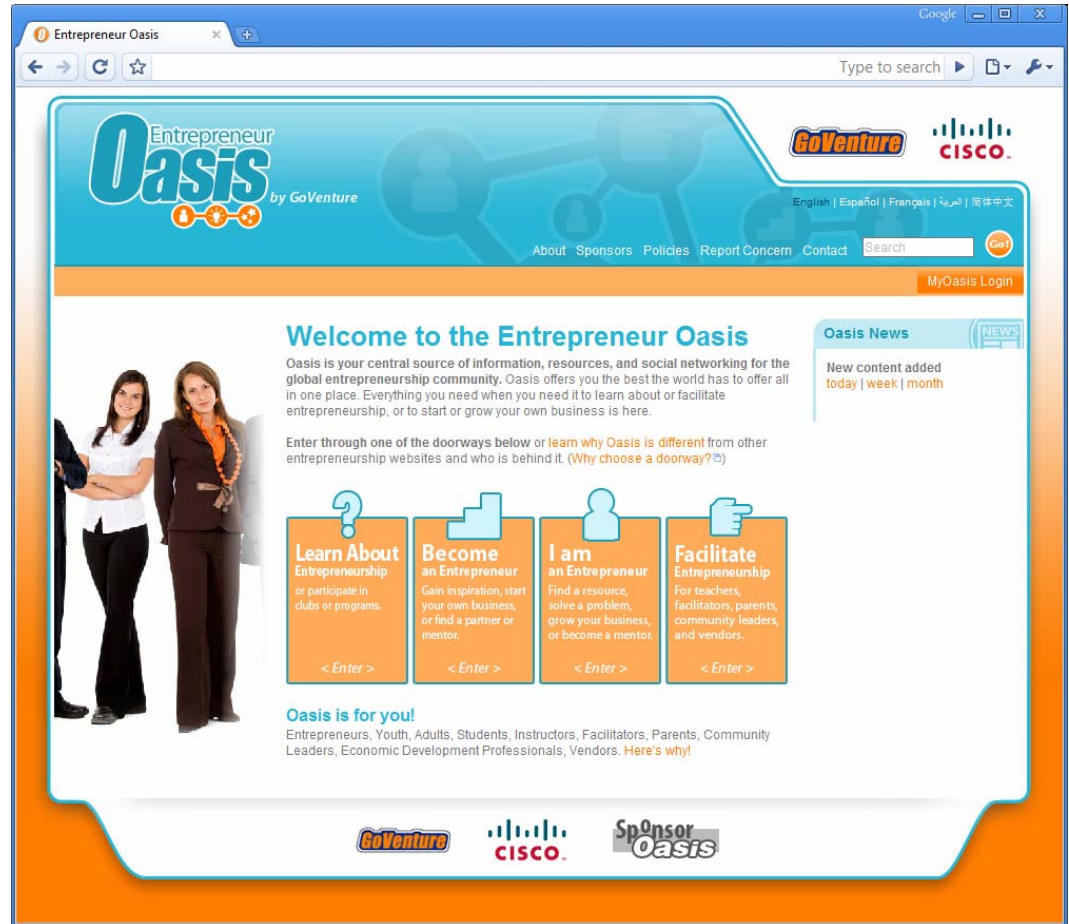 Google
Entrepreneur Oasis
Type to search
Entrepreneur
Oasis
by GoVenture
GoVenture
CISCO
English | Español | Français | العربية | 简体中文
About Sponsors Policies Report Concern Contact Search Go!
MyOasis Login
Welcome to the Entrepreneur Oasis
Oasis is your central source of information, resources, and social networking for the
global entrepreneurship community. Oasis offers you the best the world has to offer all
in one place. Everything you need when you need it to learn about or facilitate
entrepreneurship, or to start or grow your own business is here.
Enter through one of the doorways below or learn why Oasis is different from other
entrepreneurship websites and who is behind it. (Why choose a doorway?)
Oasis News
NEWS
New content added
today | week | month
Learn About
Entrepreneurship
or participate in
clubs or programs.
< Enter >
Become
an Entrepreneur
Gain inspiration, start
your own business,
or find a partner or
mentor.
< Enter >
I am
an Entrepreneur
Find a resource,
solve a problem,
grow your business,
or become a mentor.
< Enter >
Facilitate
Entrepreneurship
For teachers,
facilitators, parents,
community leaders,
and vendors.
< Enter >
Oasis is for you!
Entrepreneurs, Youth, Adults, Students, Instructors, Facilitators, Parents, Community
Leaders, Economic Development Professionals, Vendors. Here's why!
GoVenture
CISCO
Sp0nsor
Oasis